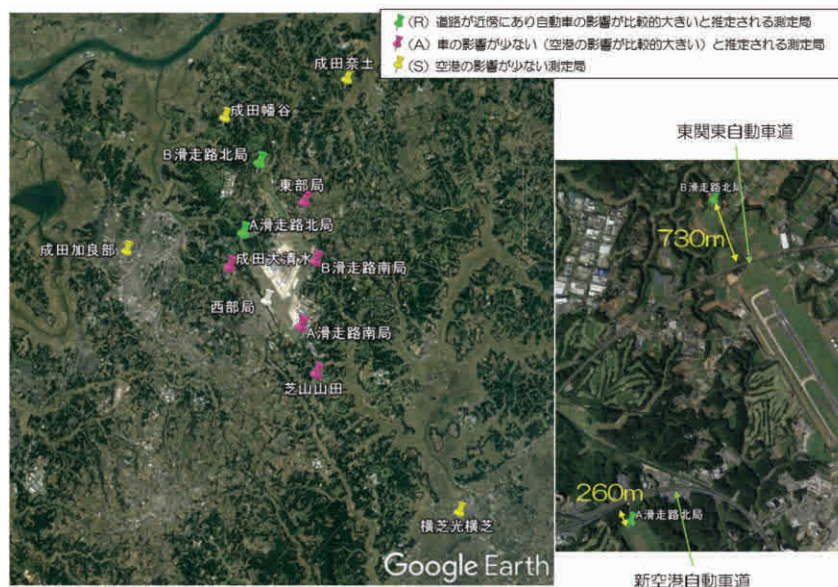 (R) 道路が近傍にあり自動車の影響が比較的大きいと推定される測定局
(A) 車の影響が少ない(空港の影響が比較的大きい)と推定される測定局
(S) 空港の影響が少ない測定局
成田奈土
成田幡谷
B滑走路北局
東部局
A滑走路北局
成田加良部
成田大清水
B滑走路南局
西部局
A滑走路南局
芝山山田
横芝光横芝
Google Earth
東関東自動車道
B滑走路北局
730m
260m
A滑走路北局
新空港自動車道